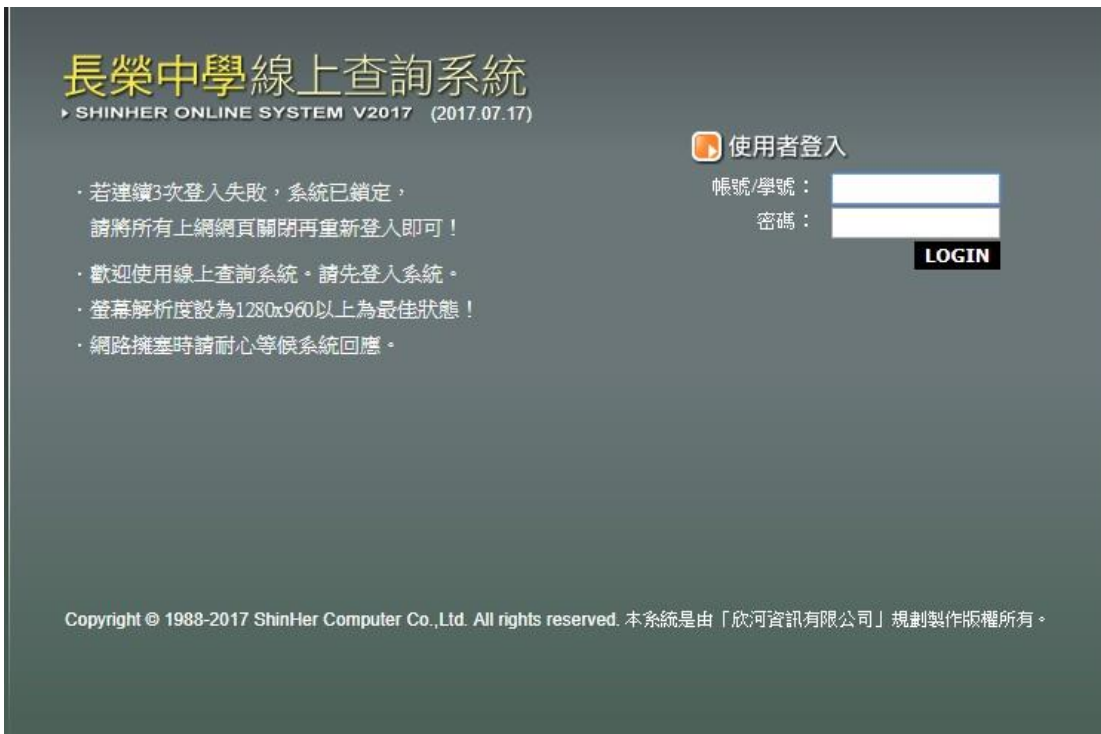 長榮中學線上查詢系統
SHINHER ONLINE SYSTEM V2017 (2017.07.17)
·若連續3次登入失敗，系統已鎖定，
請將所有上網網頁關閉再重新登入即可！
·歡迎使用線上查詢系統。請先登入系統。
·螢幕解析度設為1280x960以上為最佳狀態！
·網路擁塞時請耐心等候系統回應。
使用者登入
帳號/學號：
密碼：
LOGIN
Copyright © 1988-2017 ShinHer Computer Co.,Ltd. All rights reserved. 本系統是由「欣河資訊有限公司」規劃製作版權所有。